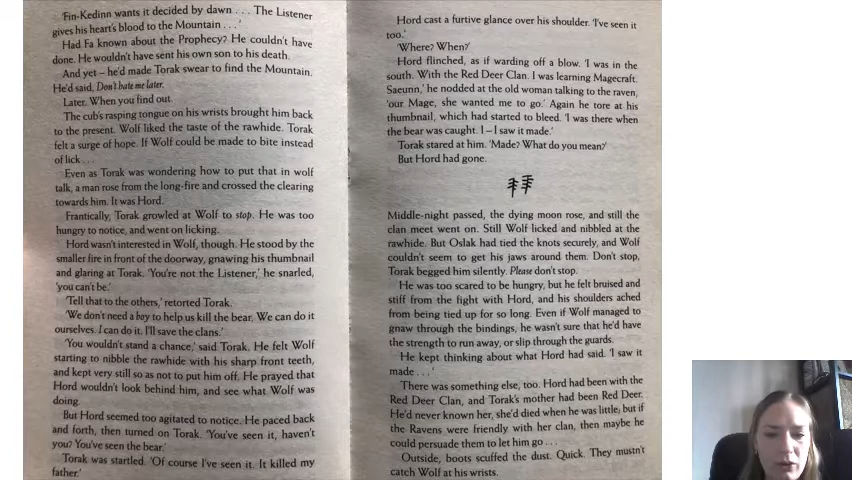 'Fin-Kedinn wants it decided by dawn . . . The Listener
gives his heart's blood to the Mountain . . .'
Had Fa known about the Prophecy? He couldn't have
done. He wouldn't have sent his own son to his death.
And yet – he'd made Torak swear to find the Mountain.
He'd said, Don't hate me later.
Later. When you find out.
The cub's rasping tongue on his wrists brought him back
to the present. Wolf liked the taste of the rawhide. Torak
felt a surge of hope. If Wolf could be made to bite instead
of lick . . .
Even as Torak was wondering how to put that in wolf
talk, a man rose from the long-fire and crossed the clearing
towards him. It was Hord.
Frantically, Torak growled at Wolf to stop. He was too
hungry to notice, and went on licking.
Hord wasn't interested in Wolf, though. He stood by the
smaller fire in front of the doorway, gnawing his thumbnail
and glaring at Torak. 'You're not the Listener,' he snarled,
'you can't be.'
'Tell that to the others,' retorted Torak.
'We don't need a boy to help us kill the bear. We can do it
ourselves. I can do it. I'll save the clans.'
'You wouldn't stand a chance,' said Torak. He felt Wolf
starting to nibble the rawhide with his sharp front teeth,
and kept very still so as not to put him off. He prayed that
Hord wouldn't look behind him, and see what Wolf was
doing.
But Hord seemed too agitated to notice. He paced back
and forth, then turned on Torak. 'You've seen it, haven't
you? You've seen the bear.'
Torak was startled. 'Of course I've seen it. It killed my
father.'
Hord cast a furtive glance over his shoulder. 'I've seen it
too.'
'Where? When?'
Hord flinched, as if warding off a blow. 'I was in the
south. With the Red Deer Clan. I was learning Magecraft.
Saeunn,' he nodded at the old woman talking to the raven,
'our Mage, she wanted me to go.' Again he tore at his
thumbnail, which had started to bleed. 'I was there when
the bear was caught. I – I saw it made.'
Torak stared at him. 'Made? What do you mean?'
But Hord had gone.
Middle-night passed, the dying moon rose, and still the
clan meet went on. Still Wolf licked and nibbled at the
rawhide. But Oslak had tied the knots securely, and Wolf
couldn't seem to get his jaws around them. Don't stop,
Torak begged him silently. Please don't stop.
He was too scared to be hungry, but he felt bruised and
stiff from the fight with Hord, and his shoulders ached
from being tied up for so long. Even if Wolf managed to
gnaw through the bindings, he wasn't sure that he'd have
the strength to run away, or slip through the guards.
He kept thinking about what Hord had said. 'I saw it
made . . .'
There was something else, too. Hord had been with the
Red Deer Clan, and Torak's mother had been Red Deer.
He'd never known her, she'd died when he was little; but if
the Ravens were friendly with her clan, then maybe he
could persuade them to let him go . . .
Outside, boots scuffed the dust. Quick. They mustn't
catch Wolf at his wrists.